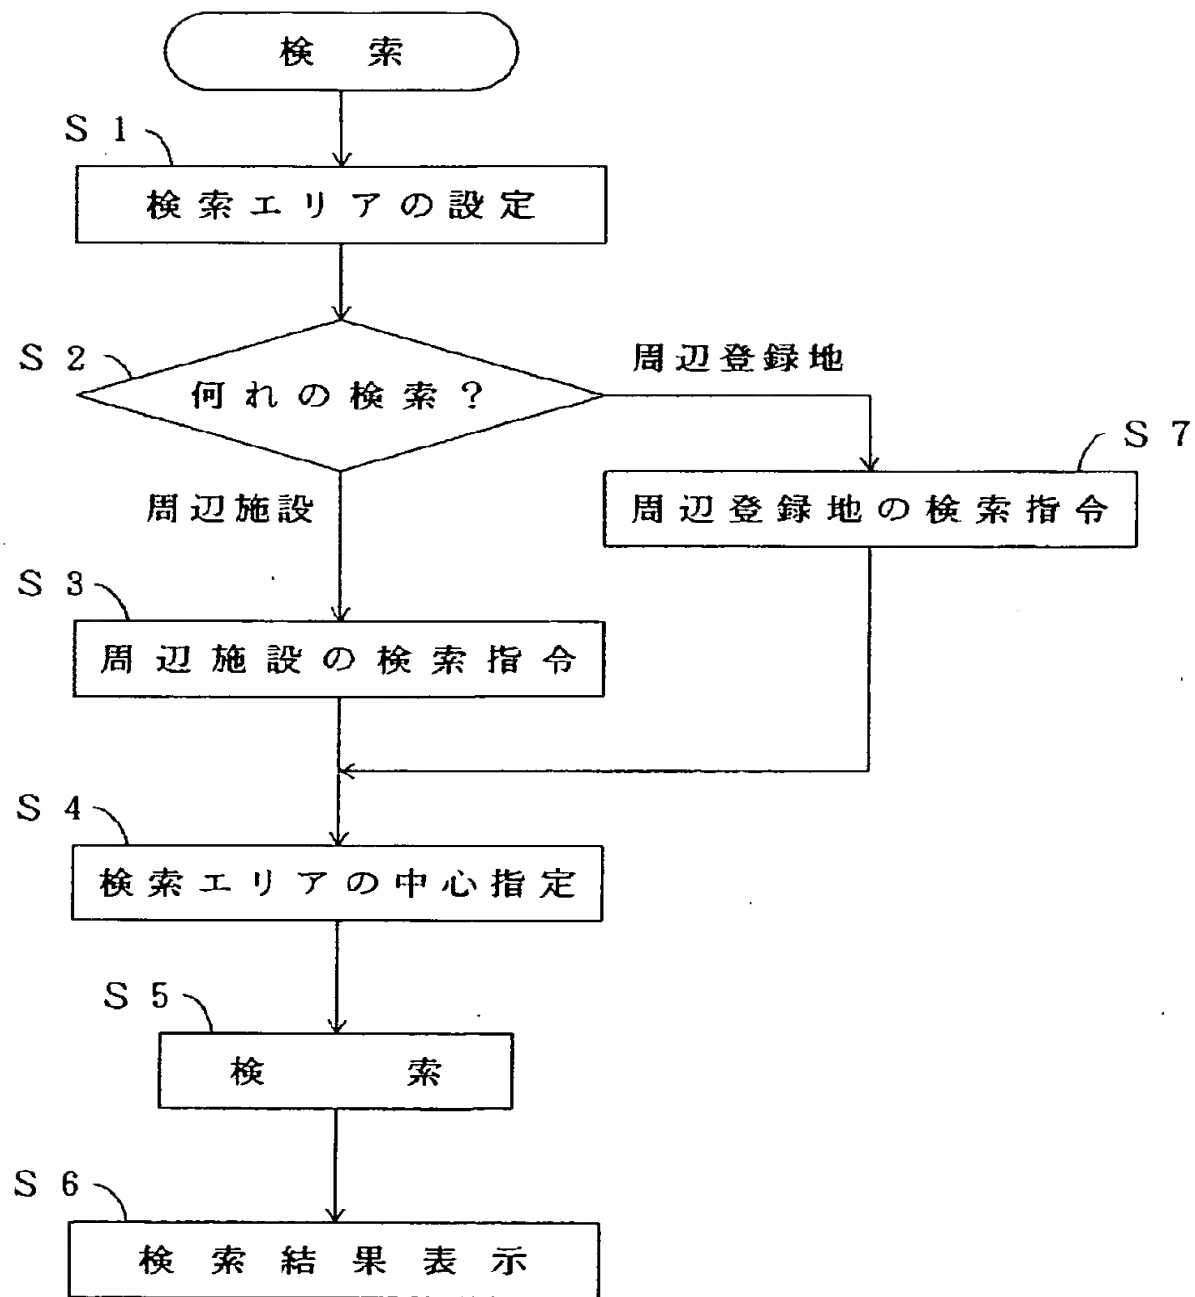 検索
S1
検索エリアの設定
S2
何れの検索?
周辺登録地
S7
周辺登録地の検索指令
周辺施設
S3
周辺施設の検索指令
S4
検索エリアの中心指定
S5
検索
S6
検索結果表示